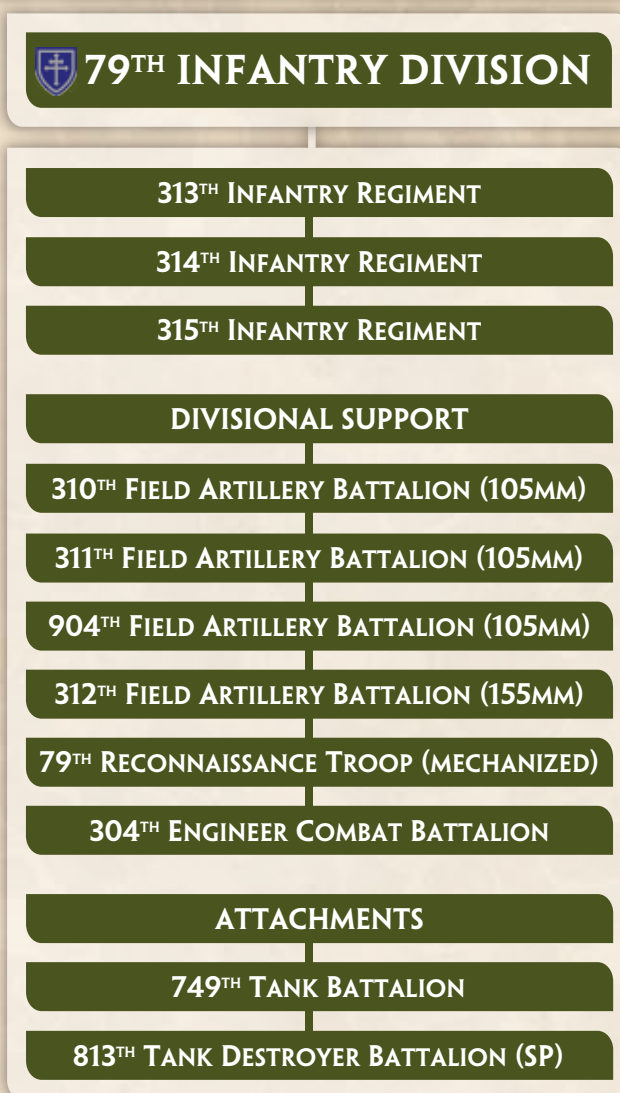 79TH INFANTRY DIVISION
313TH INFANTRY REGIMENT
314TH INFANTRY REGIMENT
315TH INFANTRY REGIMENT
DIVISIONAL SUPPORT
310TH FIELD ARTILLERY BATTALION (105MM)
311TH FIELD ARTILLERY BATTALION (105MM)
904TH FIELD ARTILLERY BATTALION (105MM)
312TH FIELD ARTILLERY BATTALION (155MM)
79TH RECONNAISSANCE TROOP (MECHANIZED)
304TH ENGINEER COMBAT BATTALION
ATTACHMENTS
749TH TANK BATTALION
813TH TANK DESTROYER BATTALION (SP)